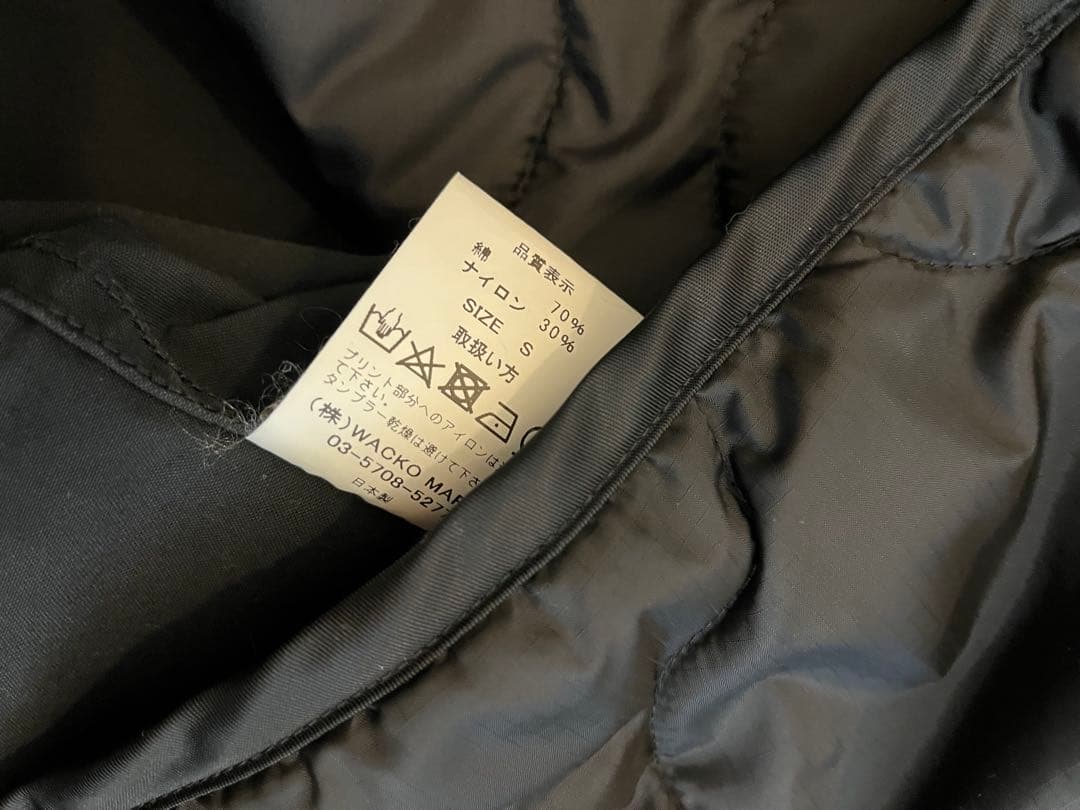 品質表示
綿 70%
ナイロン 30%
SIZE S
取扱い方
プリント部分へのアイロンは
て下さい。
タンブラー乾燥は避けて下さ
(株)WACKO MAR
03-5708-527
日本製